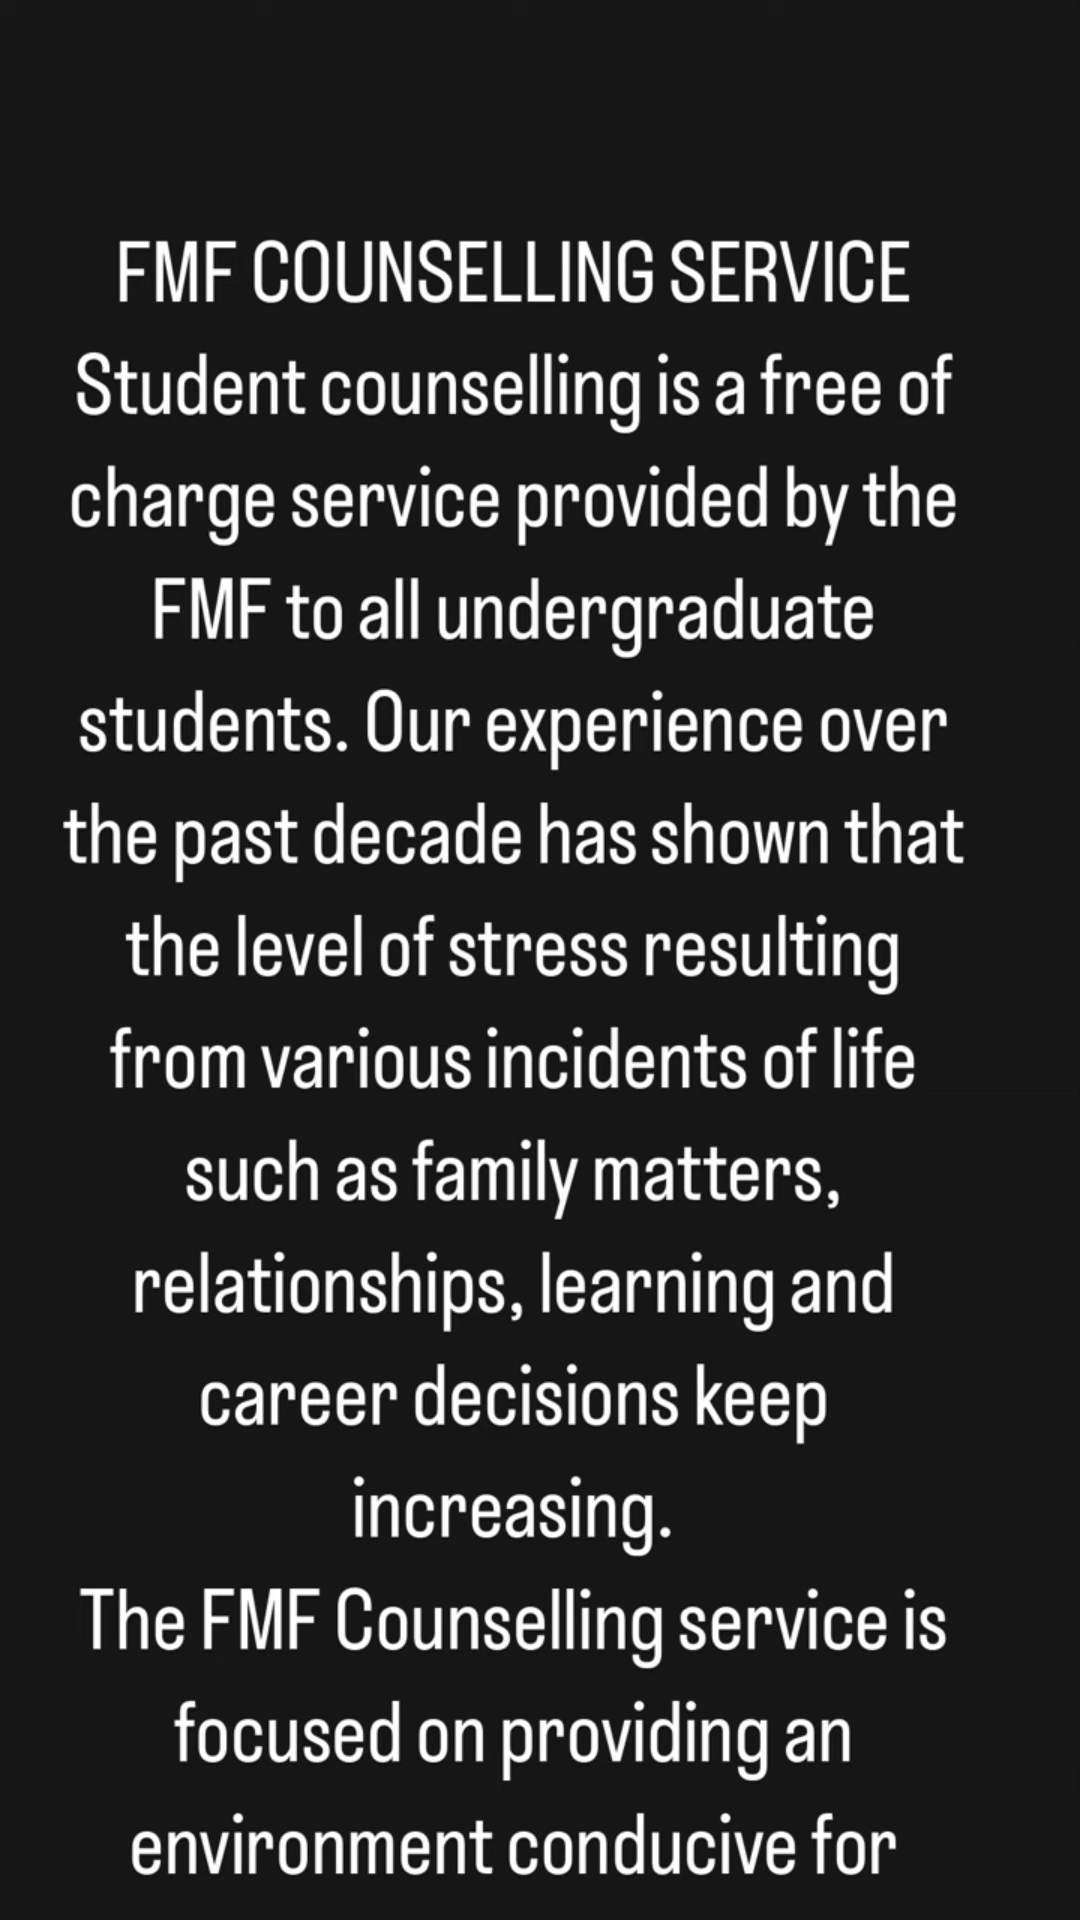 FMF COUNSELLING SERVICE
Student counselling is a free of
charge service provided by the
FMF to all undergraduate
students. Our experience over
the past decade has shown that
the level of stress resulting
from various incidents of life
such as family matters,
relationships, learning and
career decisions keep
increasing.
The FMF Counselling service is
focused on providing an
environment conducive for